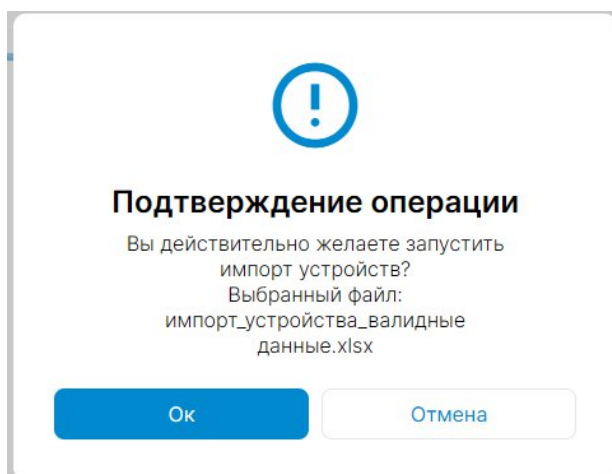 Подтверждение операции
Вы действительно желаете запустить
импорт устройств?
Выбранный файл:
импорт_устройства_валидные
данные.xlsx
Ок
Отмена